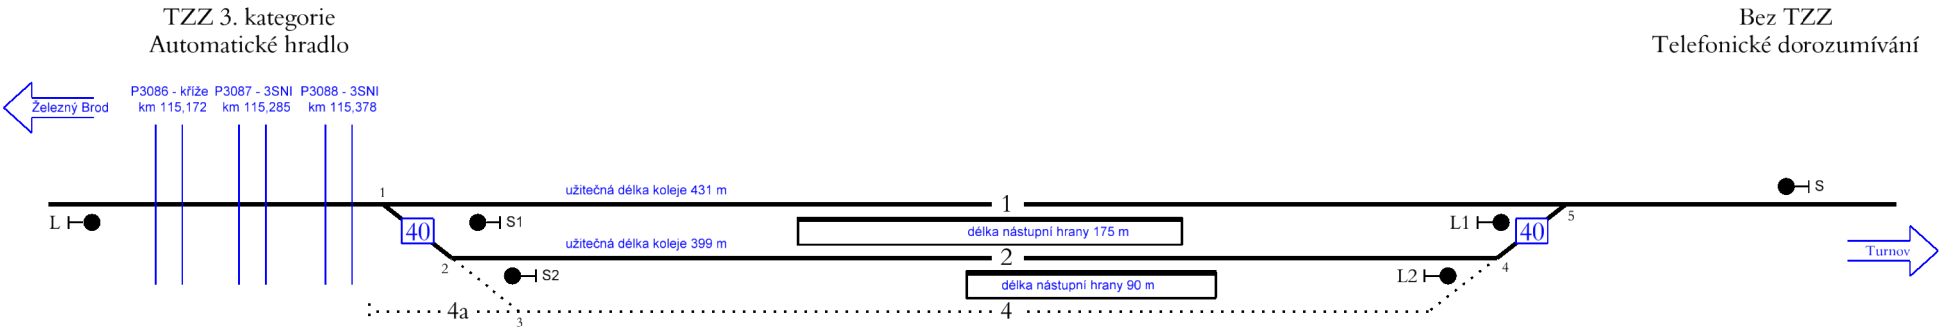 TZZ 3. kategorie
Automatické hradlo
Bez TZZ
Telefonické dorozumívání
Železný Brod
P3086 - kříže P3087 - 3SNI P3088 - 3SNI
km 115,172 km 115,285 km 115,378
1
užitečná délka koleje 431 m
1
S
L
40
S1
délka nástupní hrany 175 m
L1
40
5
užitečná délka koleje 399 m
2
Turnov
2
S2
délka nástupní hrany 90 m
L2
4
4a
3
4